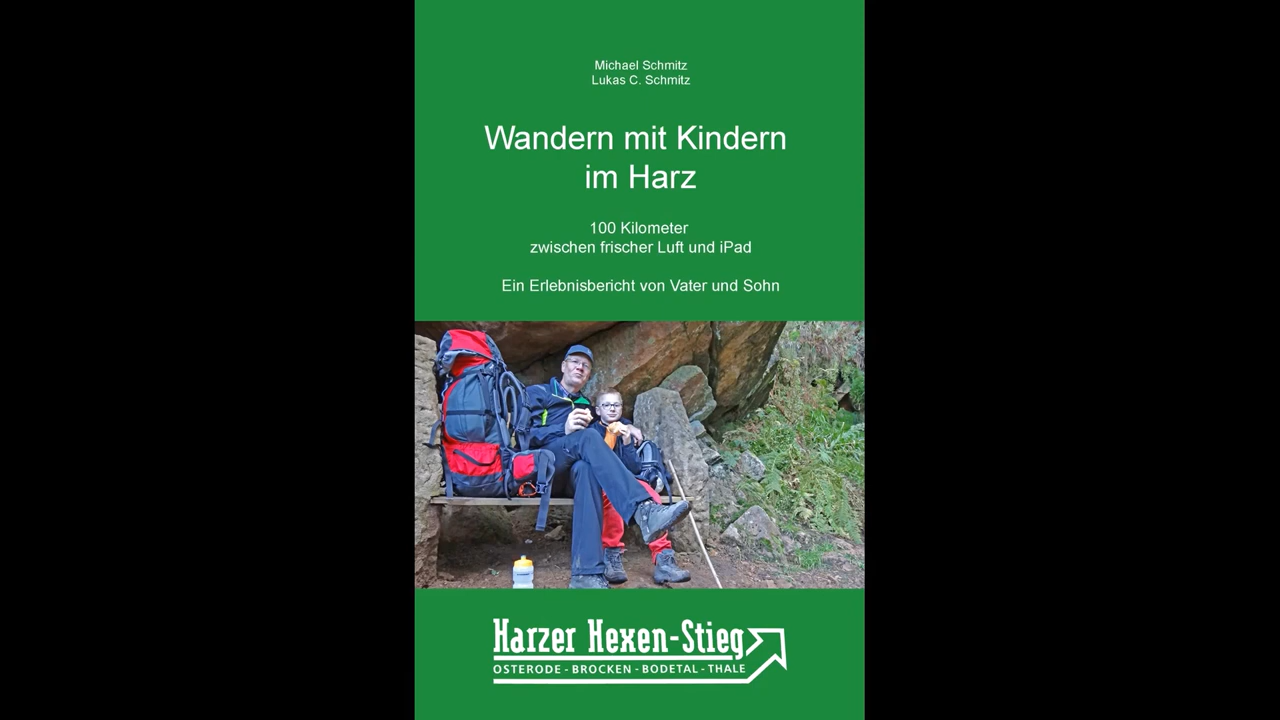 Michael Schmitz
Lukas C. Schmitz
Wandern mit Kindern
im Harz
100 Kilometer
zwischen frischer Luft und iPad
Ein Erlebnisbericht von Vater und Sohn
Harzer Hexen-Stieg
OSTERODE - BROCKEN - BODETAL - THALE